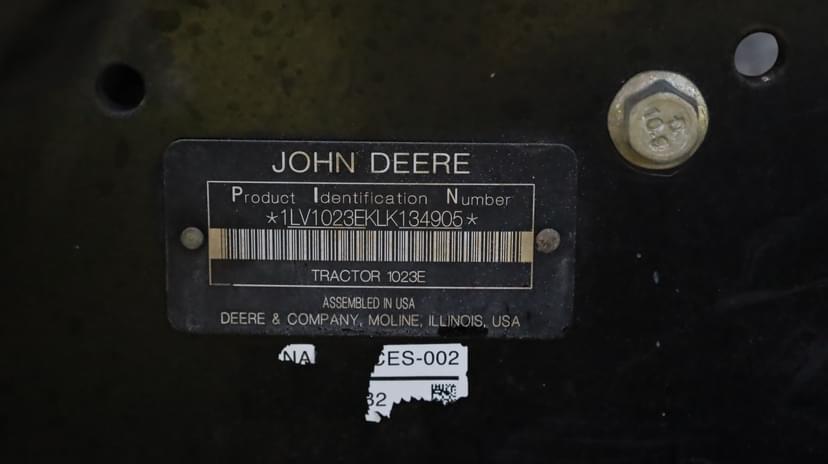 JOHN DEERE
Product Identification Number
*1LV1023EKLK134905*
TRACTOR 1023E
ASSEMBLED IN USA
DEERE & COMPANY, MOLINE, ILLINOIS, USA
NA CES-002
32